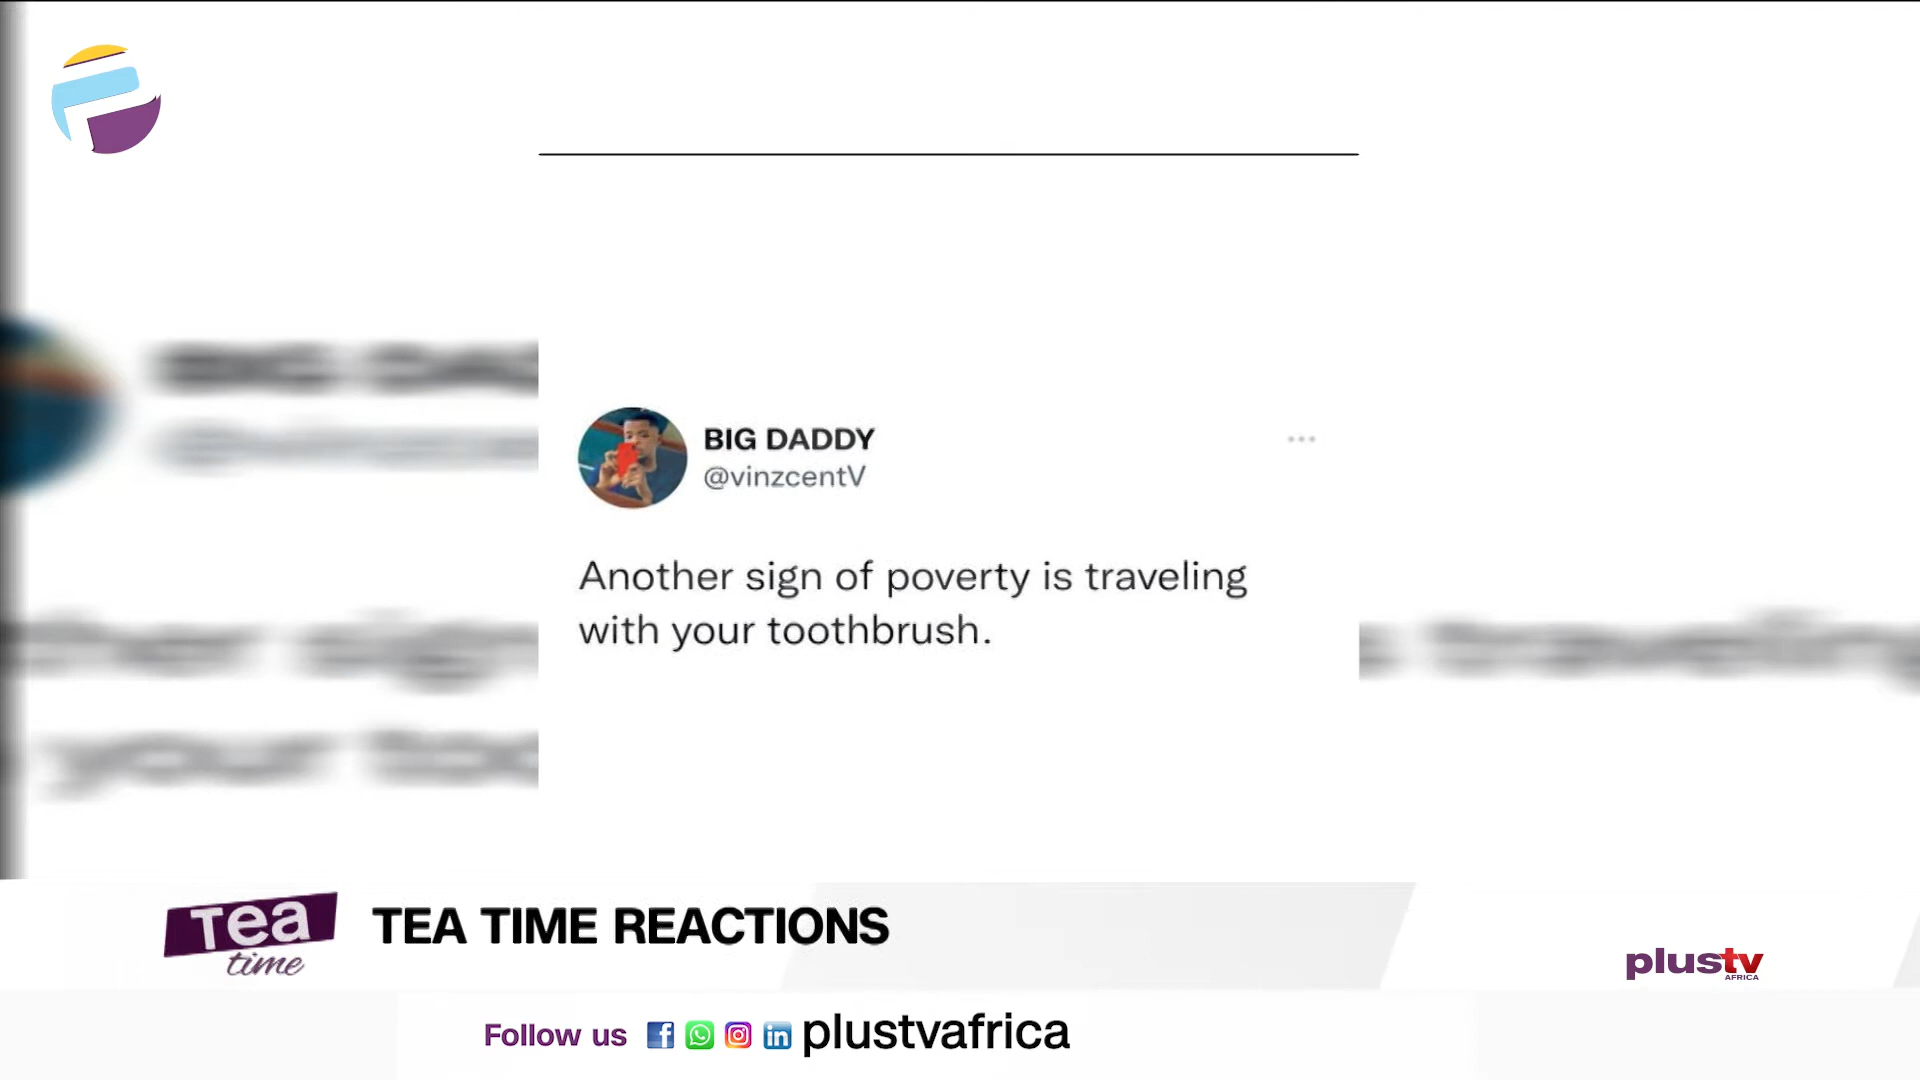 BIG DADDY
@vinzcentV
Another sign of poverty is traveling
with your toothbrush.
Tea
time
TEA TIME REACTIONS
plustv
AFRICA
Follow us plustvafrica